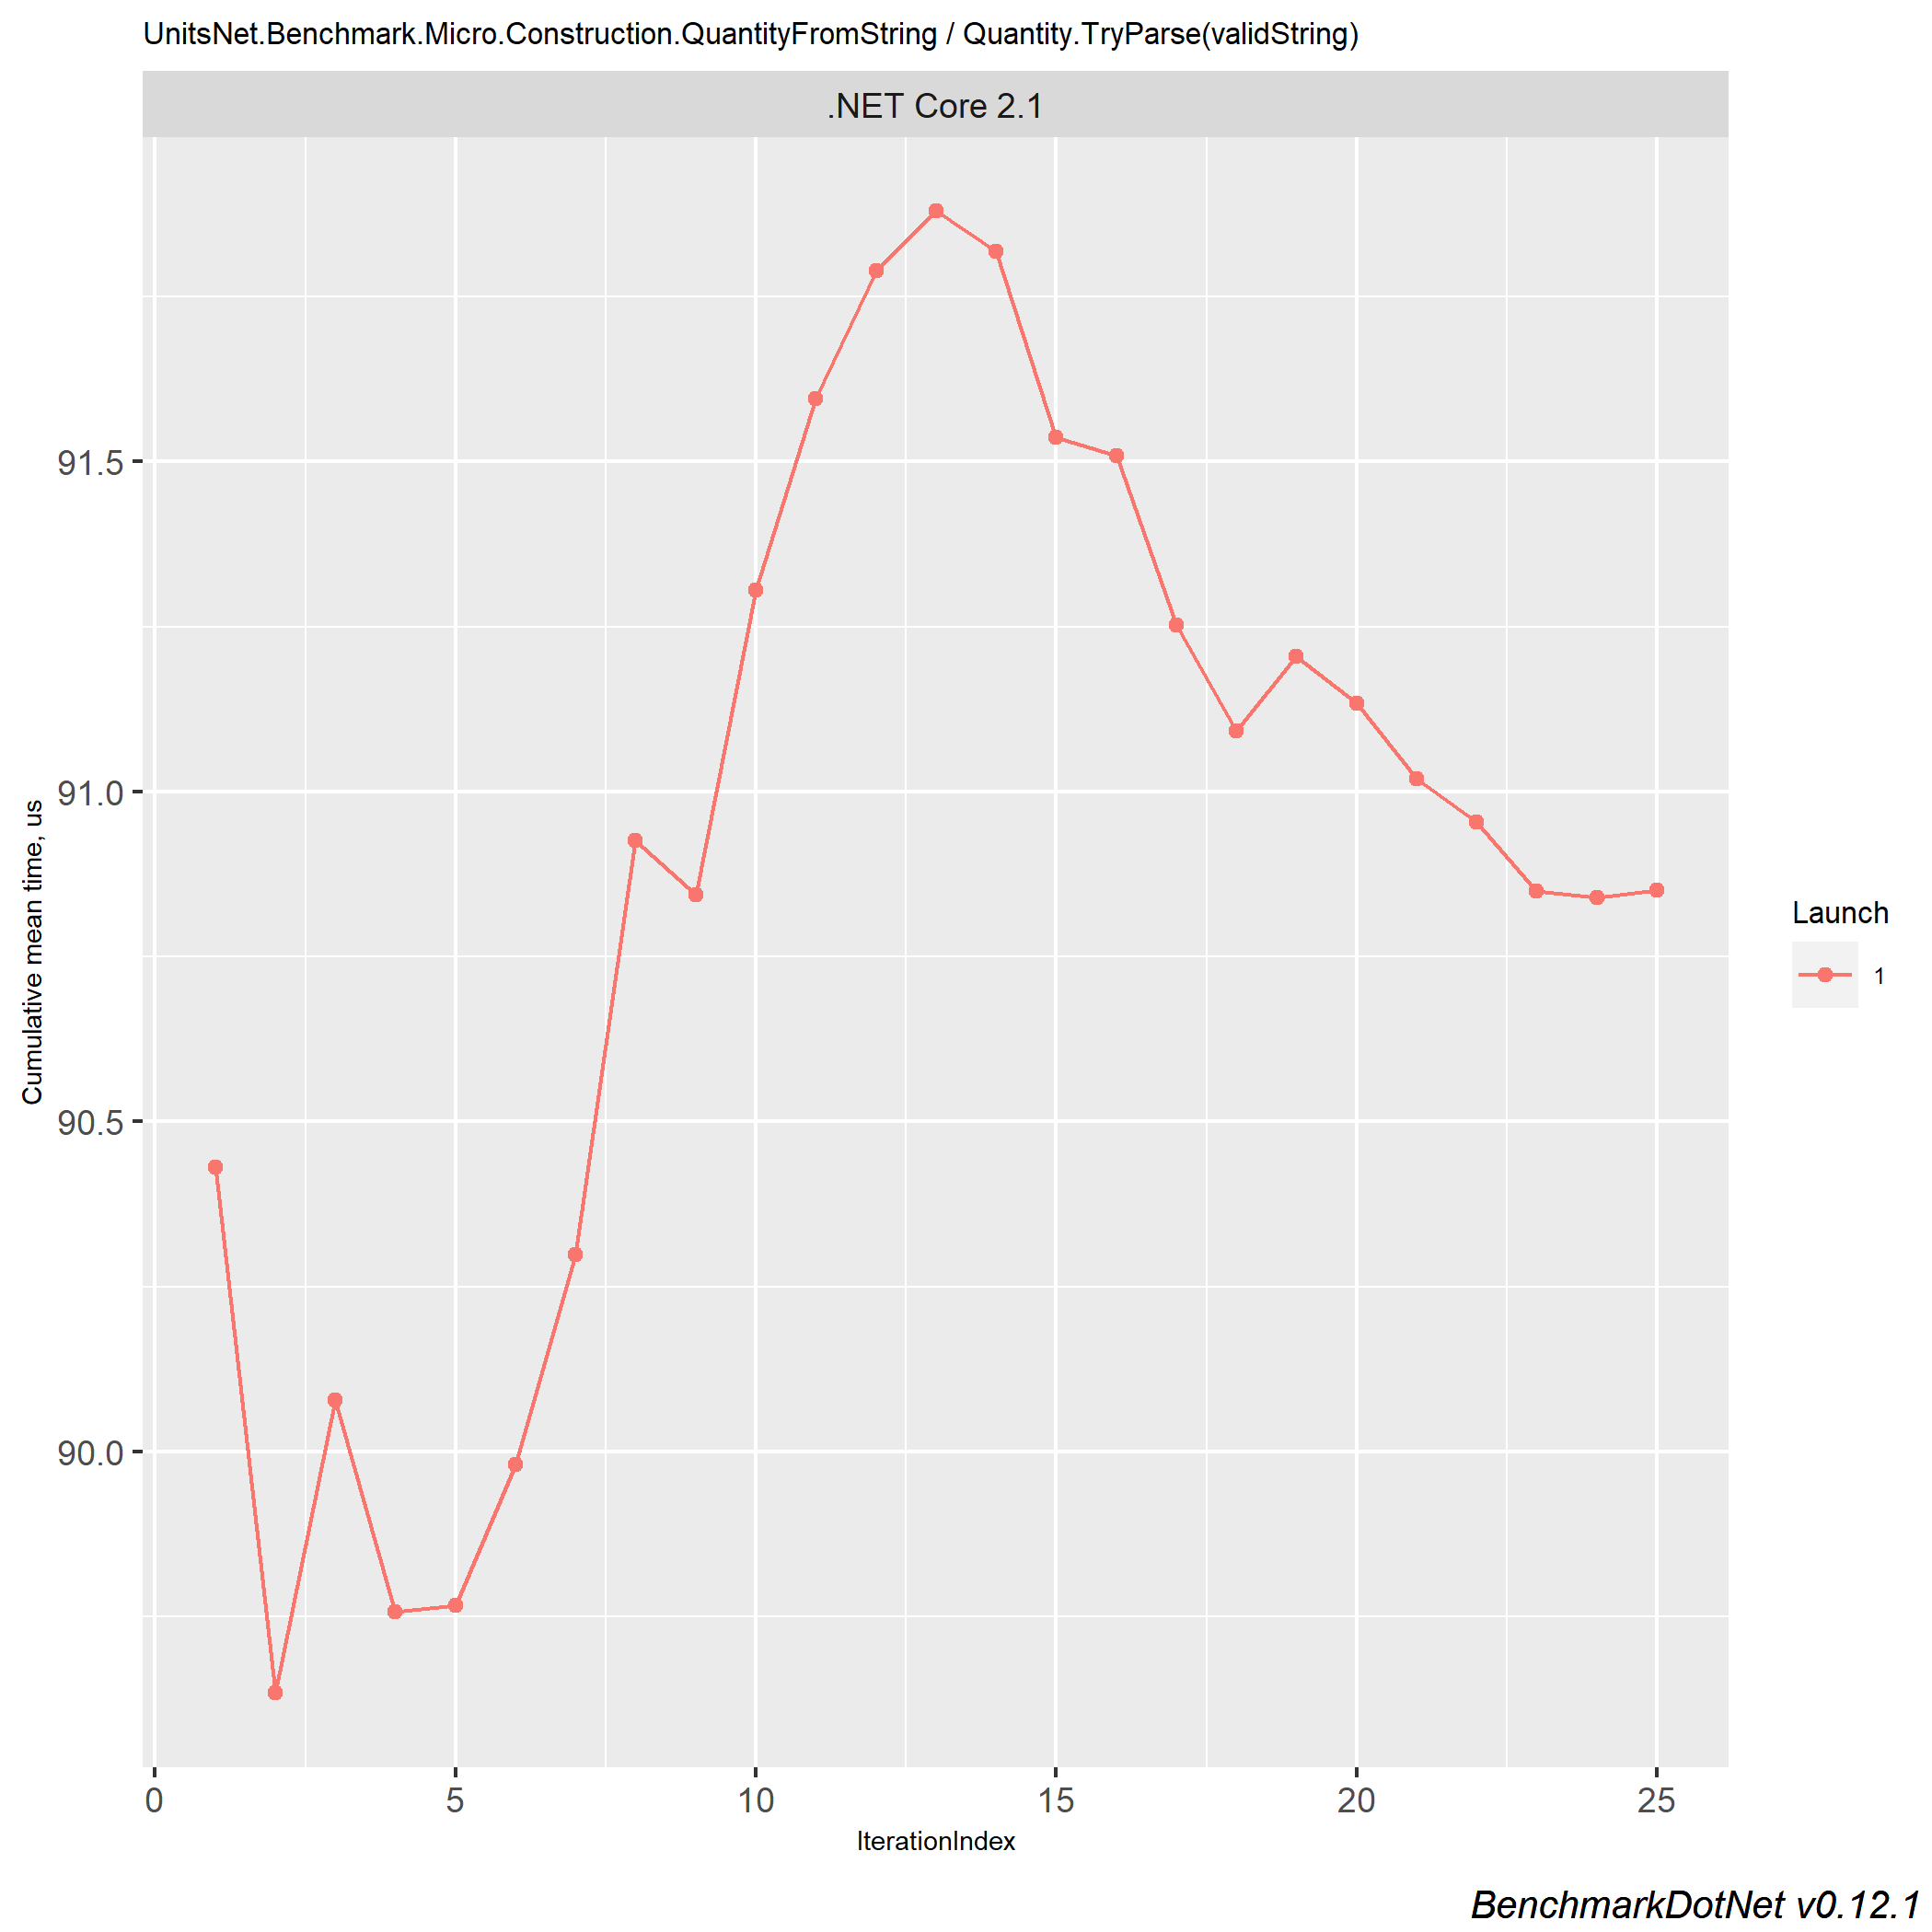 UnitsNet.Benchmark.Micro.Construction.QuantityFromString / Quantity.TryParse(validString)
.NET Core 2.1
91.5
91.0
90.5
90.0
Cumulative mean time, us
0 5 10 15 20 25
IterationIndex
Launch
1
BenchmarkDotNet v0.12.1